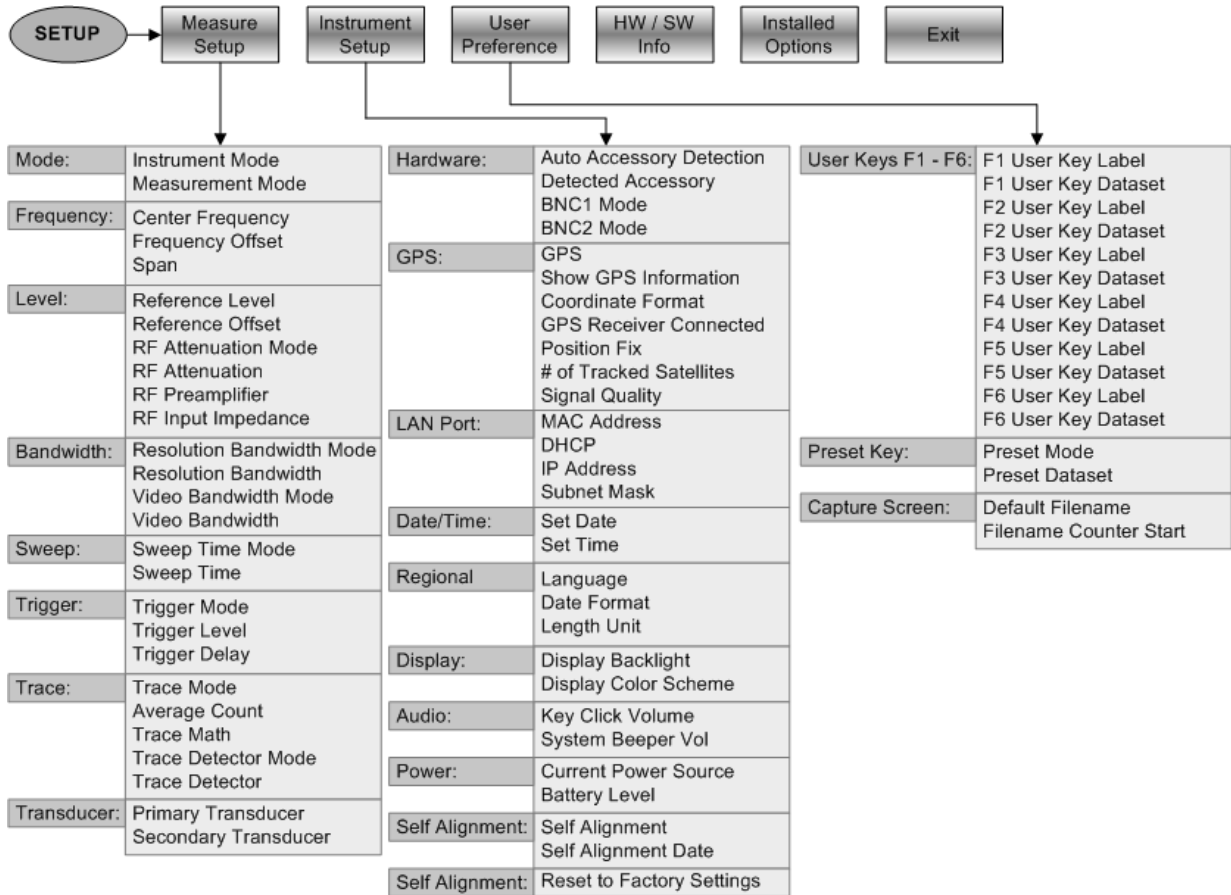 SETUP
Measure
Setup
Instrument
Setup
User
Preference
HW / SW
Info
Installed
Options
Exit
Mode:
Instrument Mode
Measurement Mode
Frequency:
Center Frequency
Frequency Offset
Span
Level:
Reference Level
Reference Offset
RF Attenuation Mode
RF Attenuation
RF Preamplifier
RF Input Impedance
Bandwidth:
Resolution Bandwidth Mode
Resolution Bandwidth
Video Bandwidth Mode
Video Bandwidth
Sweep:
Sweep Time Mode
Sweep Time
Trigger:
Trigger Mode
Trigger Level
Trigger Delay
Trace:
Trace Mode
Average Count
Trace Math
Trace Detector Mode
Trace Detector
Transducer:
Primary Transducer
Secondary Transducer
Hardware:
Auto Accessory Detection
Detected Accessory
BNC1 Mode
BNC2 Mode
GPS:
GPS
Show GPS Information
Coordinate Format
GPS Receiver Connected
Position Fix
# of Tracked Satellites
Signal Quality
LAN Port:
MAC Address
DHCP
IP Address
Subnet Mask
Date/Time:
Set Date
Set Time
Regional
Language
Date Format
Length Unit
Display:
Display Backlight
Display Color Scheme
Audio:
Key Click Volume
System Beeper Vol
Power:
Current Power Source
Battery Level
Self Alignment:
Self Alignment
Self Alignment Date
Self Alignment:
Reset to Factory Settings
User Keys F1 - F6:
F1 User Key Label
F1 User Key Dataset
F2 User Key Label
F2 User Key Dataset
F3 User Key Label
F3 User Key Dataset
F4 User Key Label
F4 User Key Dataset
F5 User Key Label
F5 User Key Dataset
F6 User Key Label
F6 User Key Dataset
Preset Key:
Preset Mode
Preset Dataset
Capture Screen:
Default Filename
Filename Counter Start